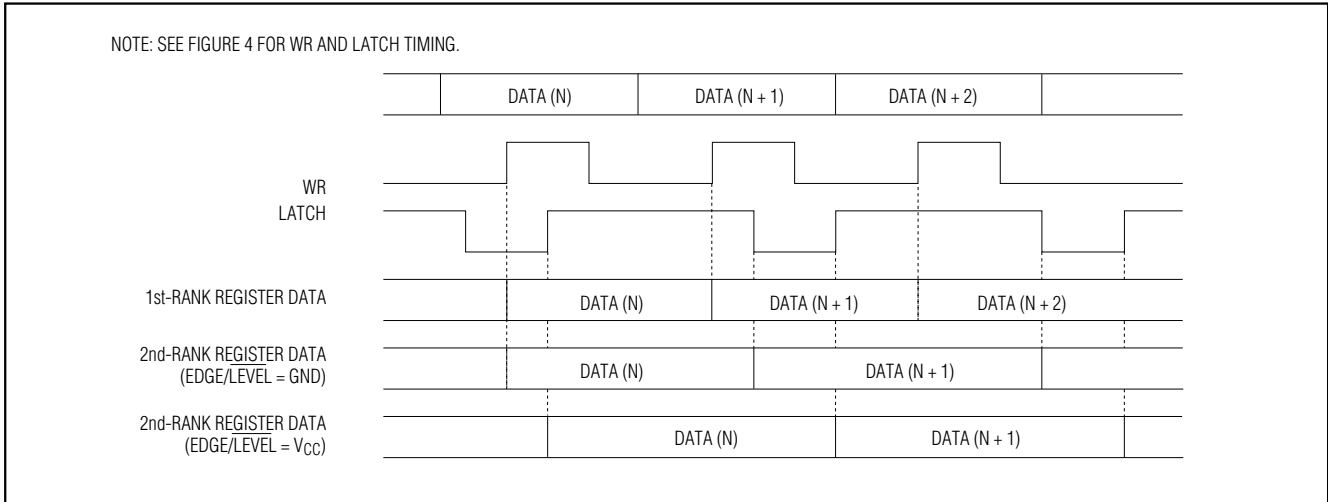 NOTE: SEE FIGURE 4 FOR WR AND LATCH TIMING.
DATA (N) DATA (N + 1) DATA (N + 2)
WR
LATCH
1st-RANK REGISTER DATA DATA (N) DATA (N + 1) DATA (N + 2)
2nd-RANK REGISTER DATA
(EDGE/LEVEL = GND) DATA (N) DATA (N + 1)
2nd-RANK REGISTER DATA
(EDGE/LEVEL = VCC) DATA (N) DATA (N + 1)